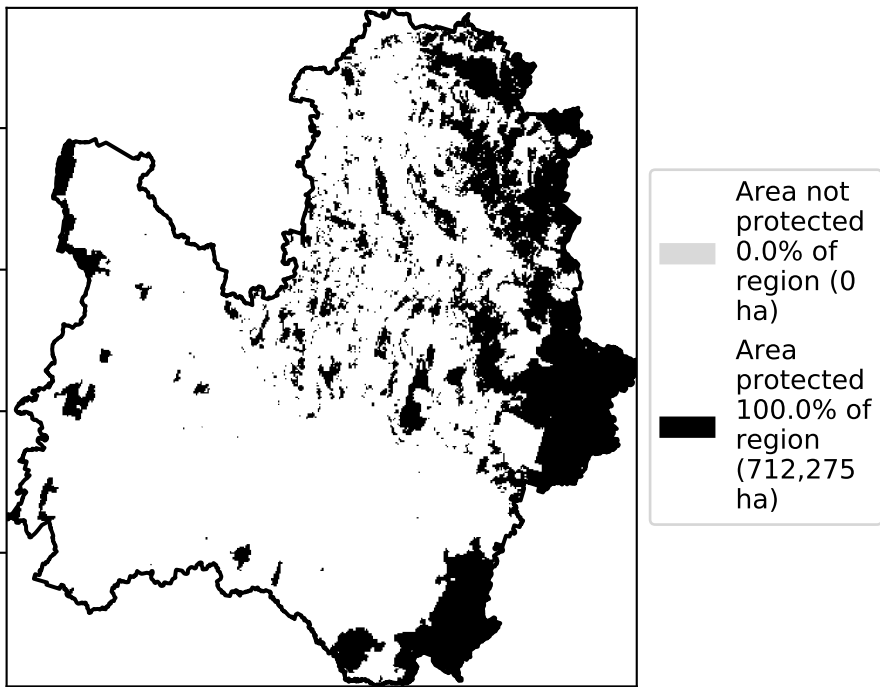 Area not
protected
0.0% of
region (0
ha)
Area
protected
100.0% of
region
(712,275
ha)